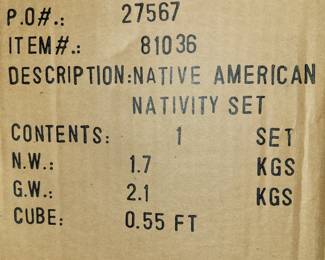 P.O#.: 27567
ITEM#.: 81036
DESCRIPTION:NATIVE AMERICAN
NATIVITY SET
CONTENTS: 1 SET
N.W.: 1.7 KGS
G.W.: 2.1 KGS
CUBE: 0.55 FT